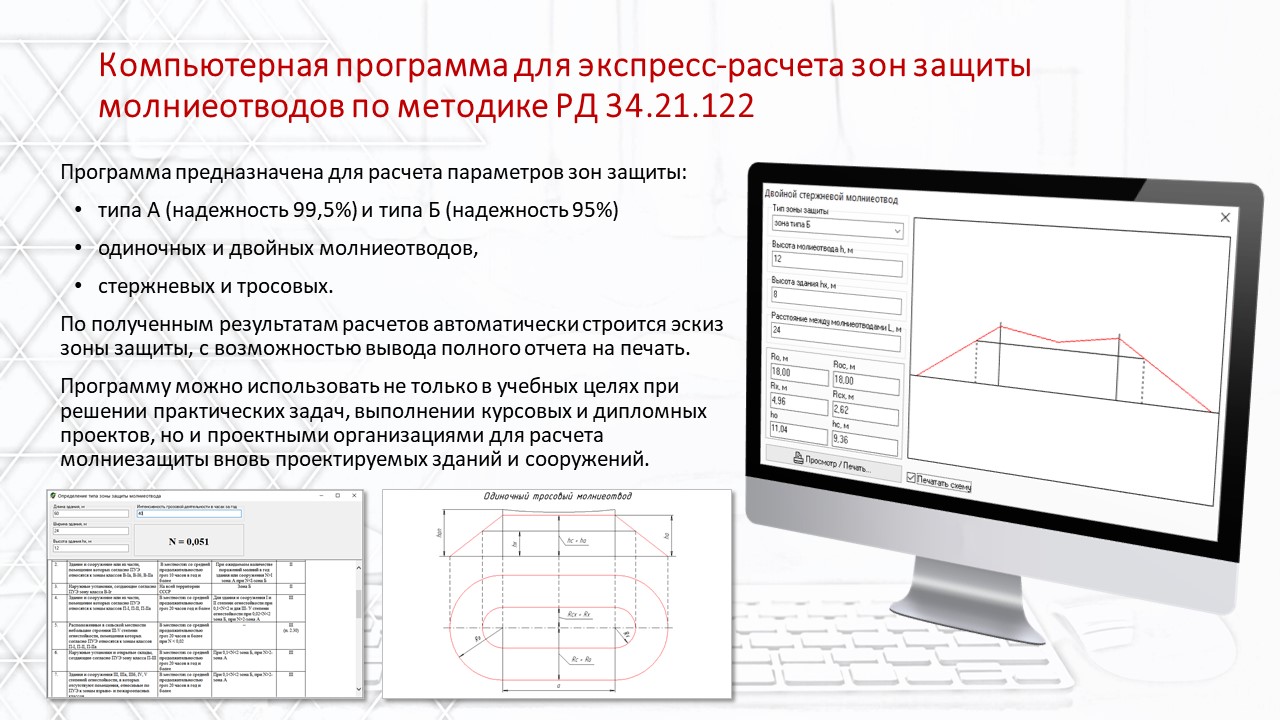 Компьютерная программа для экспресс-расчета зон защиты
молниеотводов по методике РД 34.21.122
Программа предназначена для расчета параметров зон защиты:
• типа А (надежность 99,5%) и типа Б (надежность 95%)
• одиночных и двойных молниеотводов,
• стержневых и тросовых.
По полученным результатам расчетов автоматически строится эскиз
зоны защиты, с возможностью вывода полного отчета на печать.
Программу можно использовать не только в учебных целях при
решении практических задач, выполнении курсовых и дипломных
проектов, но и проектными организациями для расчета
молниезащиты вновь проектируемых зданий и сооружений.
Двойной стержневой молниеотвод
Тип зоны защиты
зона типа Б
Высота молиеотвода h, м
12
Высота здания hx, м
8
Расстояние между молниеотводами L, м
24
Ro, м
Roc, м
18,00
18,00
Rx, м
Rcx, м
4,96
2,62
ho
hc, м
11,04
9,36
Просмотр / Печать...
Печатать схему
Определение типа зоны защиты молниеотвода
Длина здания, м
Интенсивность грозовой деятельности в часах за год
Ширина здания, м
24
Высота здания hx, м
12
N = 0,051
Одиночный тросовый молниеотвод
hоп
hx
hc = ho
ho
Rcx = Rx
Ro
Rx
Rc = Ro
a